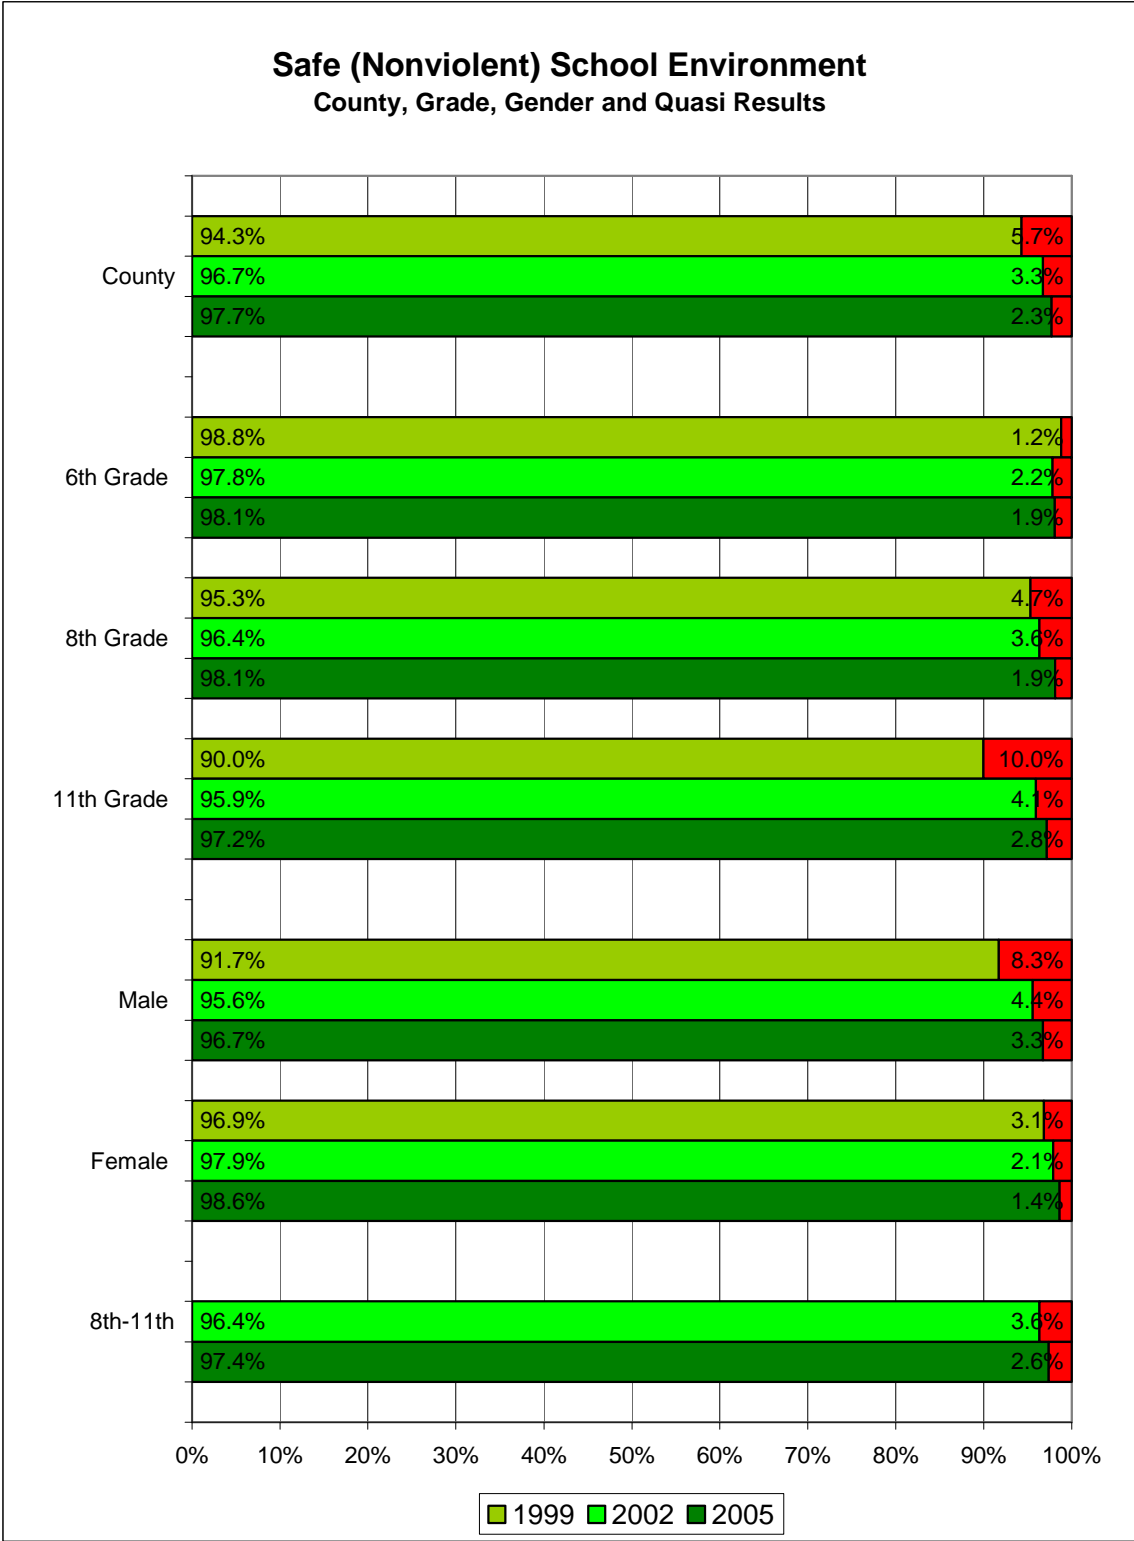 Safe (Nonviolent) School Environment
County, Grade, Gender and Quasi Results
94.3% 5.7%
County 96.7% 3.3%
97.7% 2.3%
98.8% 1.2%
6th Grade 97.8% 2.2%
98.1% 1.9%
95.3% 4.7%
8th Grade 96.4% 3.6%
98.1% 1.9%
90.0% 10.0%
11th Grade 95.9% 4.1%
97.2% 2.8%
91.7% 8.3%
Male 95.6% 4.4%
96.7% 3.3%
96.9% 3.1%
Female 97.9% 2.1%
98.6% 1.4%
8th-11th 96.4% 3.6%
97.4% 2.6%
0% 10% 20% 30% 40% 50% 60% 70% 80% 90% 100%
1999 2002 2005